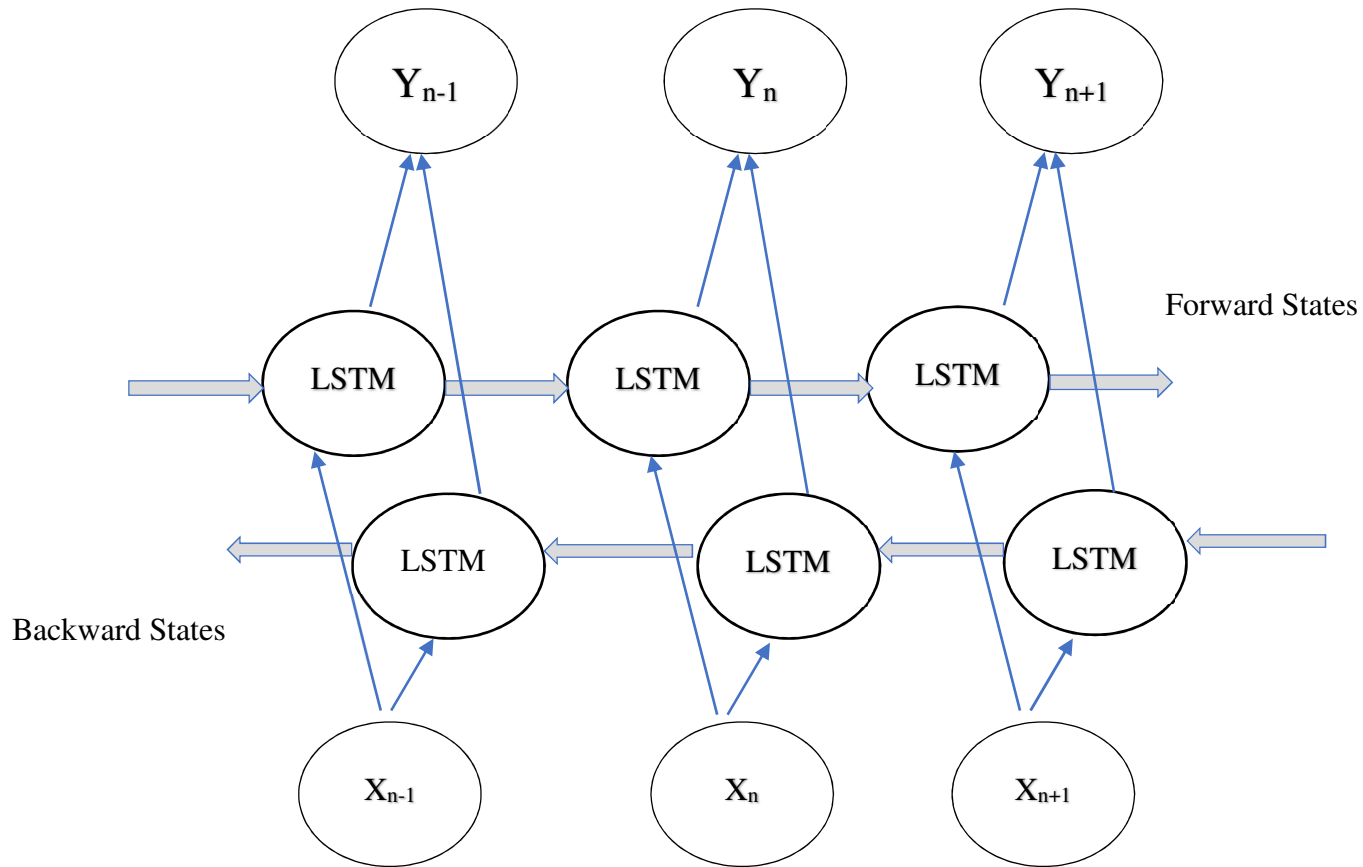 Yn-1 Yn Yn+1
Forward States
LSTM LSTM LSTM
LSTM LSTM LSTM
Backward States
Xn-1 Xn Xn+1